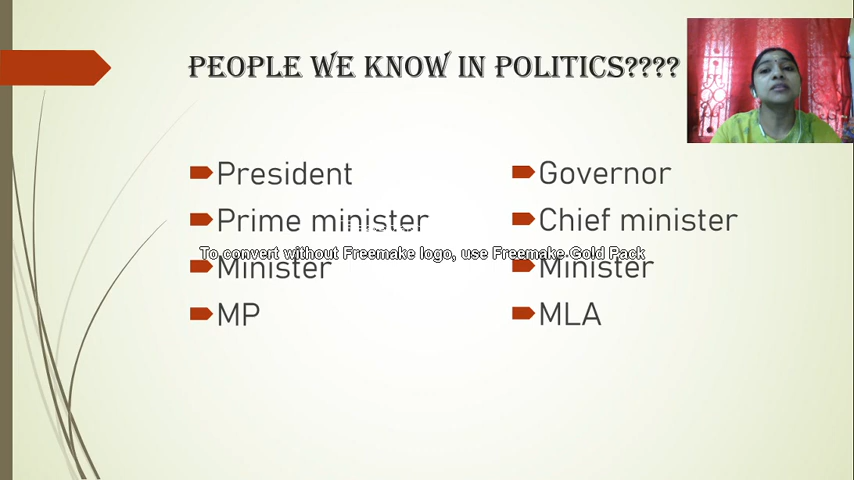 PEOPLE WE KNOW IN POLITICS????
President
Prime minister
Minister
MP
Governor
Chief minister
Minister
MLA
To convert without Freemake logo, use Freemake Gold Pack